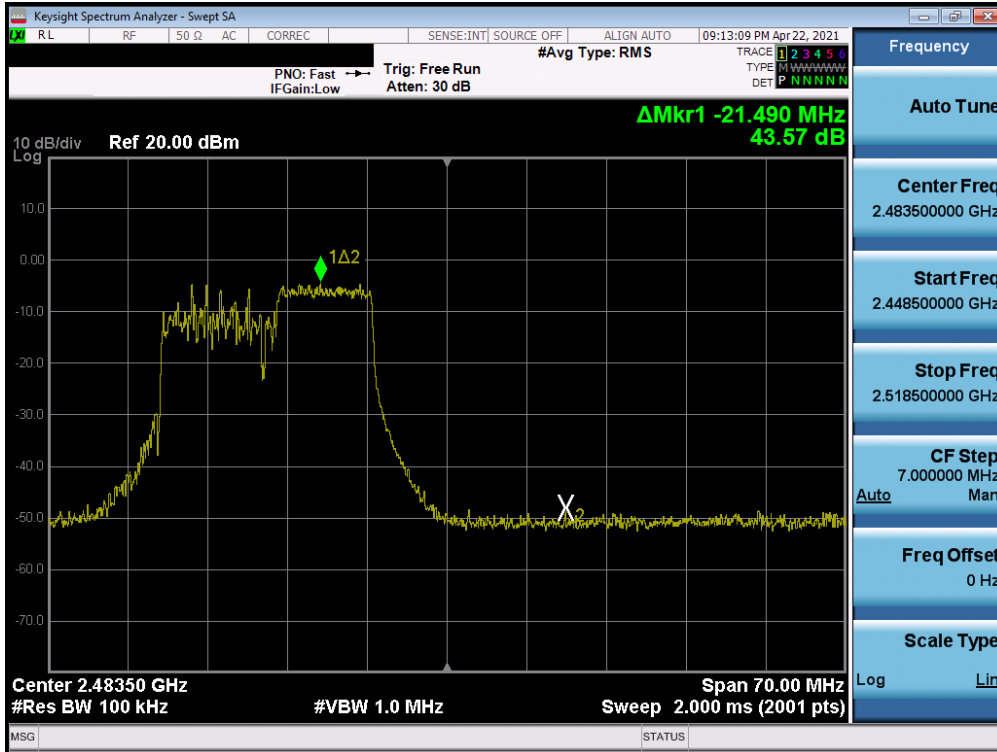 Keysight Spectrum Analyzer - Swept SA
LXI RL RF 50 Ω AC CORREC SENSE:INT SOURCE OFF ALIGN AUTO 09:13:09 PM Apr 22, 2021
#Avg Type: RMS
TRACE 1 2 3 4 5 6
TYPE M W W W W W
DET P N N N N N
PNO: Fast
IFGain:Low
Trig: Free Run
Atten: 30 dB
ΔMkr1 -21.490 MHz
43.57 dB
10 dB/div
Log
Ref 20.00 dBm
10.0
0.00
-10.0
-20.0
-30.0
-40.0
-50.0
-60.0
-70.0
1Δ2
X2
Center 2.48350 GHz
#Res BW 100 kHz
#VBW 1.0 MHz
Span 70.00 MHz
Sweep 2.000 ms (2001 pts)
MSG
STATUS
Frequency
Auto Tune
Center Freq
2.483500000 GHz
Start Freq
2.448500000 GHz
Stop Freq
2.518500000 GHz
CF Step
7.000000 MHz
Auto Man
Freq Offset
0 Hz
Scale Type
Log Lin